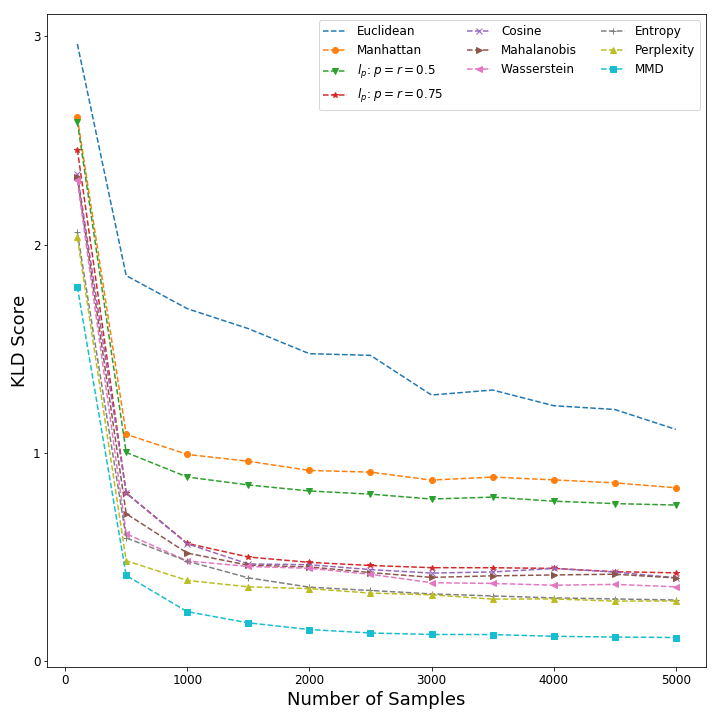 Euclidean
Manhattan
l_p: p = r = 0.5
l_p: p = r = 0.75
Cosine
Mahalanobis
Wasserstein
Entropy
Perplexity
MMD
KLD Score
3
2
1
0
0 1000 2000 3000 4000 5000
Number of Samples